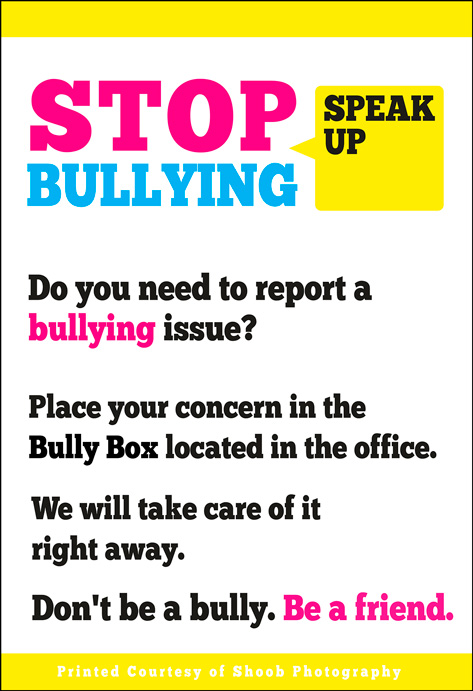 STOP
BULLYING
SPEAK
UP
Do you need to report a
bullying issue?
Place your concern in the
Bully Box located in the office.
We will take care of it
right away.
Don't be a bully. Be a friend.
Printed Courtesy of Shoob Photography